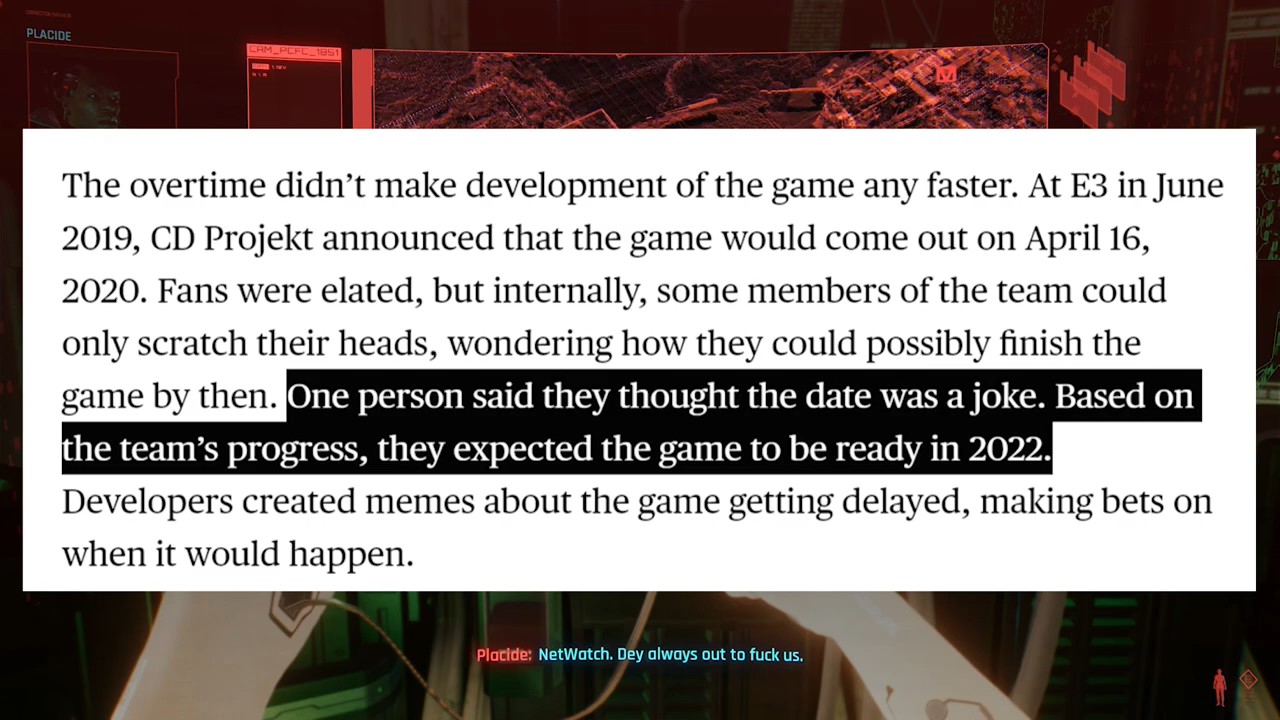 PLACIDE
CAM_PCFC_1851
The overtime didn’t make development of the game any faster. At E3 in June
2019, CD Projekt announced that the game would come out on April 16,
2020. Fans were elated, but internally, some members of the team could
only scratch their heads, wondering how they could possibly finish the
game by then. One person said they thought the date was a joke. Based on
the team’s progress, they expected the game to be ready in 2022.
Developers created memes about the game getting delayed, making bets on
when it would happen.
Placide: NetWatch. Dey always out to fuck us.